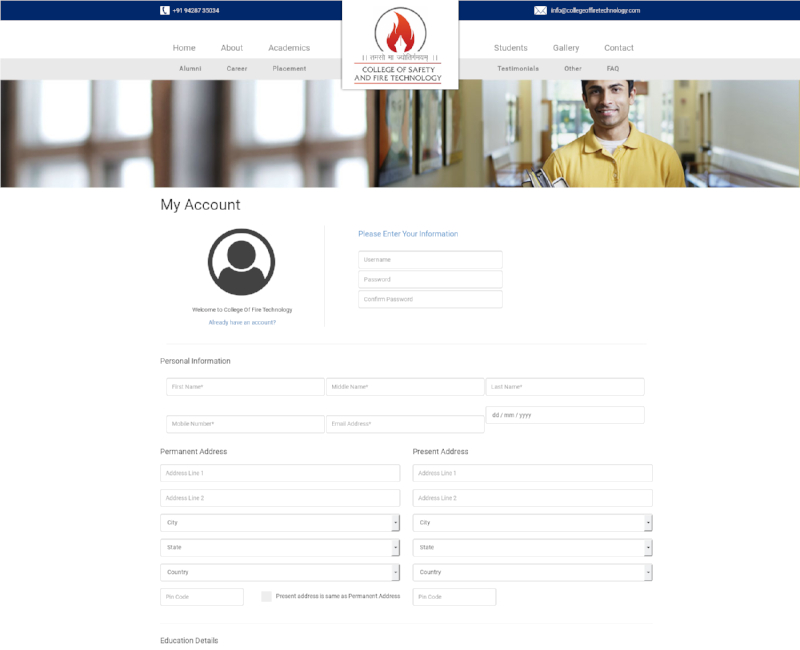 +91 94287 35034
info@collegeoffiretechnology.com
Home About Academics
Students Gallery Contact
Alumni Career Placement
Testimonials Other FAQ
COLLEGE OF SAFETY
AND FIRE TECHNOLOGY
My Account
Please Enter Your Information
Username
Password
Confirm Password
Welcome to College Of Fire Technology
Already have an account?
Personal Information
First Name* Middle Name* Last Name*
Mobile Number* Email Address* dd / mm / yyyy
Permanent Address Present Address
Address Line 1 Address Line 1
Address Line 2 Address Line 2
City City
State State
Country Country
Pin Code Present address is same as Permanent Address Pin Code
Education Details